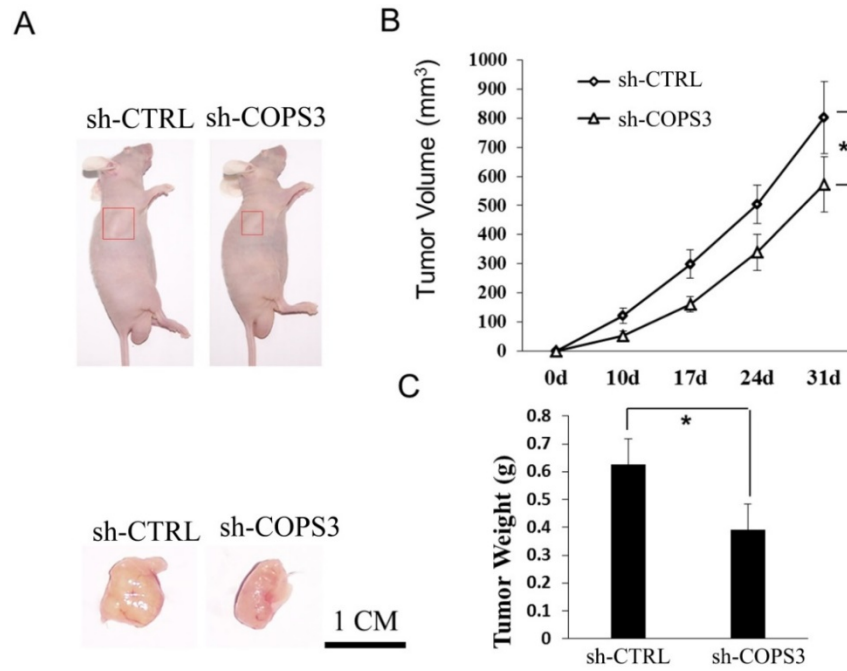 A
sh-CTRL sh-COPS3
sh-CTRL sh-COPS3
1 CM
B
Tumor Volume (mm³)
1000
900
800
700
600
500
400
300
200
100
0
sh-CTRL
sh-COPS3
*
0d 10d 17d 24d 31d
C
Tumor Weight (g)
0.8
0.7
0.6
0.5
0.4
0.3
0.2
0.1
0
*
sh-CTRL sh-COPS3